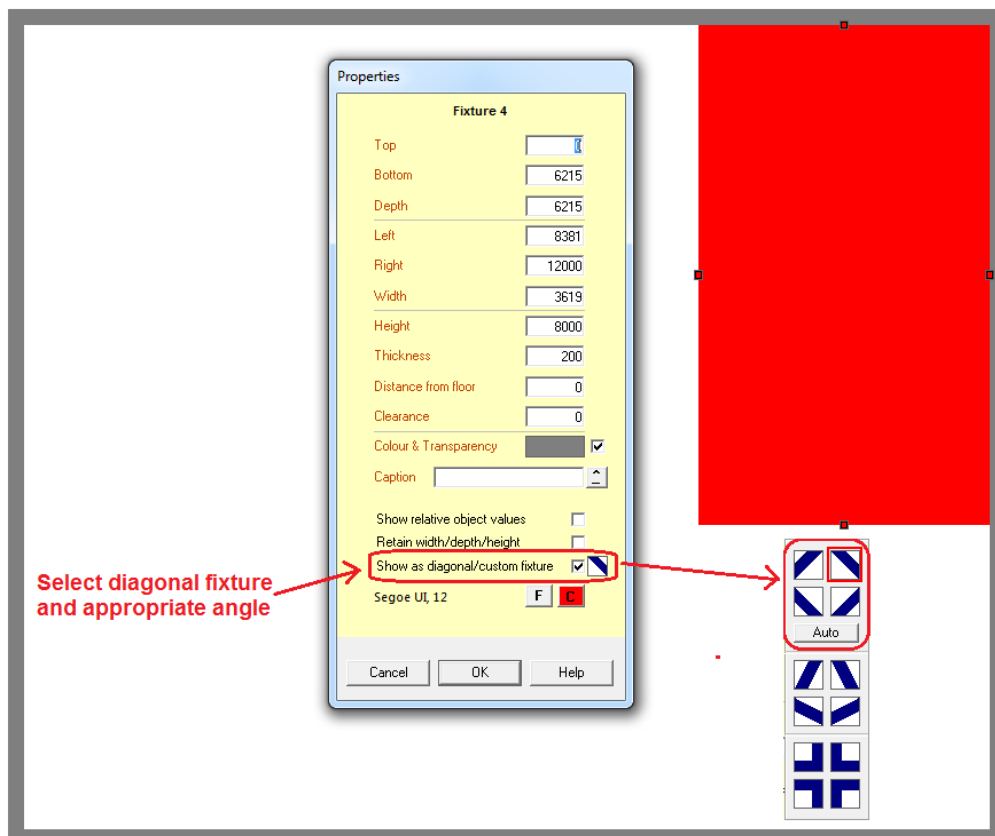 Properties
Fixture 4
Top 0
Bottom 6215
Depth 6215
Left 8381
Right 12000
Width 3619
Height 8000
Thickness 200
Distance from floor 0
Clearance 0
Colour & Transparency
Caption
Show relative object values
Retain width/depth/height
Show as diagonal/custom fixture
Select diagonal fixture
and appropriate angle
Segoe UI, 12 F C
Auto
Cancel OK Help